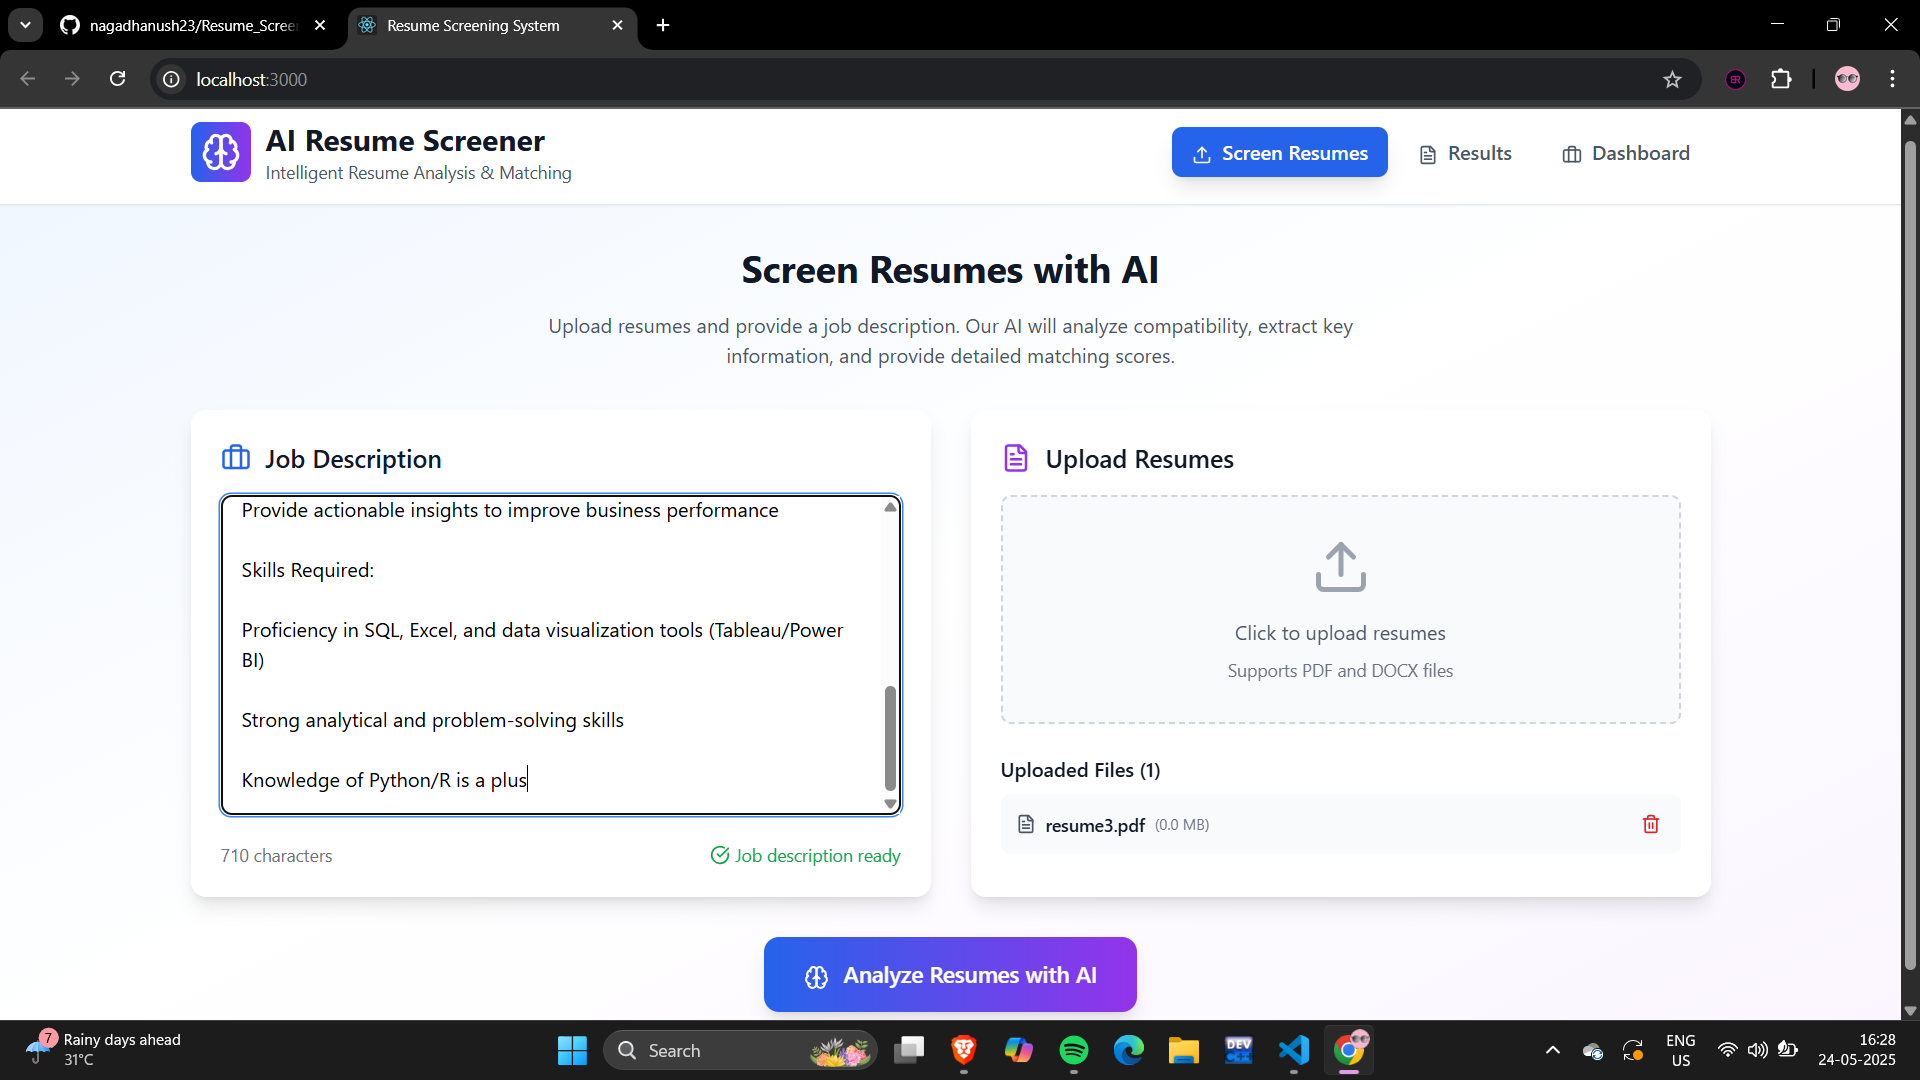 nagadhanush23/Resume_Scree
Resume Screening System
localhost:3000
AI Resume Screener
Intelligent Resume Analysis & Matching
Screen Resumes
Results
Dashboard
Screen Resumes with AI
Upload resumes and provide a job description. Our AI will analyze compatibility, extract key
information, and provide detailed matching scores.
Job Description
Provide actionable insights to improve business performance
Skills Required:
Proficiency in SQL, Excel, and data visualization tools (Tableau/Power
BI)
Strong analytical and problem-solving skills
Knowledge of Python/R is a plus
710 characters
Job description ready
Upload Resumes
Click to upload resumes
Supports PDF and DOCX files
Uploaded Files (1)
resume3.pdf (0.0 MB)
Analyze Resumes with AI
7
Rainy days ahead
31°C
Search
DEV
ENG
US
16:28
24-05-2025